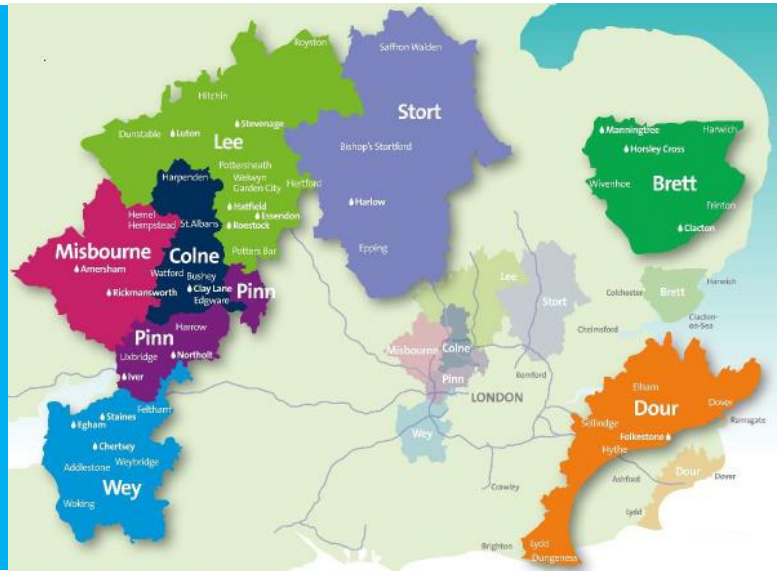 Royston
Hitchin
Stevenage
Dunstable
Luton
Lee
Pottersheath
Welwyn
Garden City
Hertford
Hatfield
Essendon
Roestock
Potters Bar
Saffron Walden
Stort
Bishop's Stortford
Harlow
Epping
Manningtree
Harwich
Horsley Cross
Wivenhoe
Brett
Frinton
Clacton
Harpenden
St.Albans
Colne
Watford
Bushey
Clay Lane
Edgware
Hemel
Hempstead
Misbourne
Amersham
Rickmansworth
Pinn
Pinn
Harrow
Uxbridge
Northolt
Iver
Feltham
Staines
Egham
Chertsey
Addlestone
Weybridge
Wey
Woking
Lee
Stort
Misbourne
Colne
Pinn
Wey
LONDON
Romford
Chelmsford
Colchester
Brett
Harwich
Clacton-
on-Sea
Crawley
Brighton
Elham
Dour
Dover
Sellindge
Folkestone
Hythe
Lydd
Dungeness
Ramsgate
Ashford
Dour
Dover
Lydd